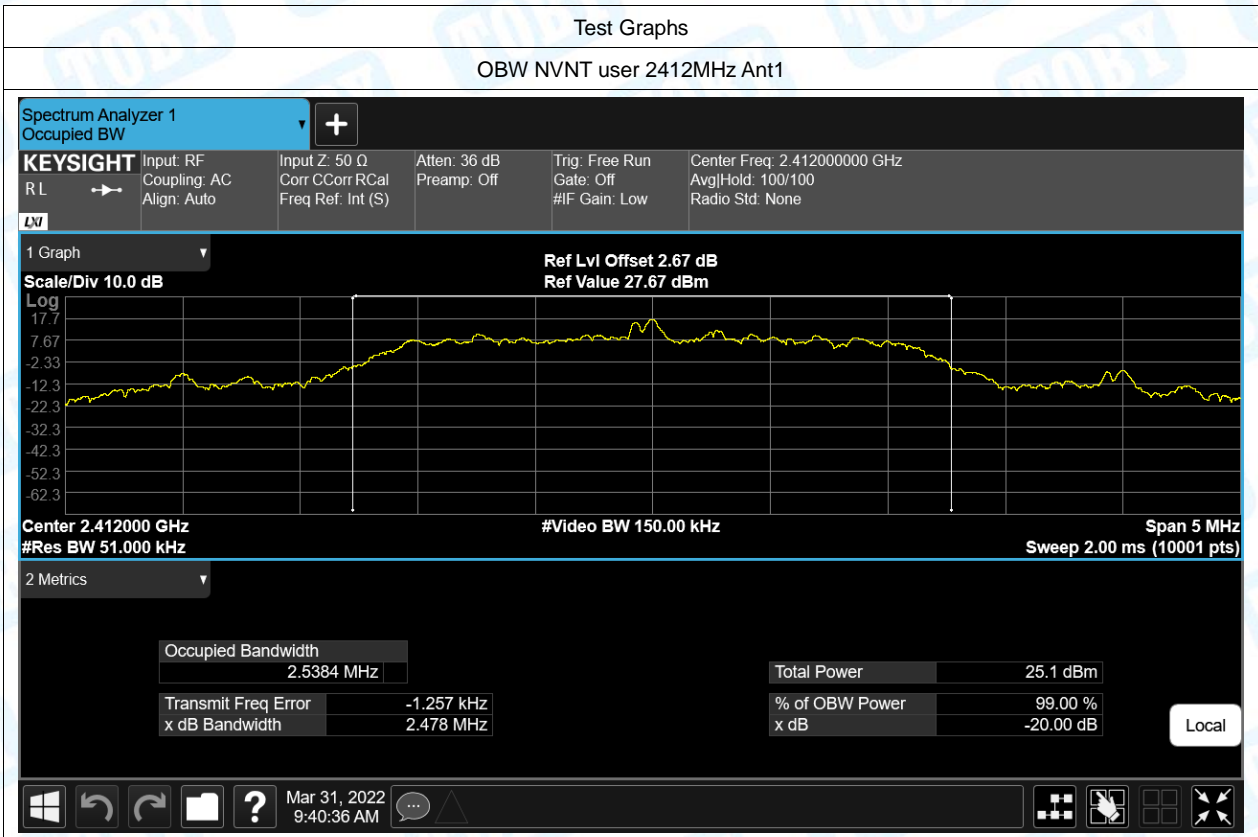 Test Graphs
OBW NVNT user 2412MHz Ant1
Spectrum Analyzer 1
Occupied BW
KEYSIGHT
R L
LXI
Input: RF
Coupling: AC
Align: Auto
Input Z: 50 Ω
Corr CCorr RCal
Freq Ref: Int (S)
Atten: 36 dB
Preamp: Off
Trig: Free Run
Gate: Off
#IF Gain: Low
Center Freq: 2.412000000 GHz
Avg|Hold: 100/100
Radio Std: None
1 Graph
Scale/Div 10.0 dB
Ref Lvl Offset 2.67 dB
Ref Value 27.67 dBm
Log
17.7
7.67
-2.33
-12.3
-22.3
-32.3
-42.3
-52.3
-62.3
Center 2.412000 GHz
#Video BW 150.00 kHz
Span 5 MHz
#Res BW 51.000 kHz
Sweep 2.00 ms (10001 pts)
2 Metrics
Occupied Bandwidth
2.5384 MHz
Total Power 25.1 dBm
Transmit Freq Error -1.257 kHz
% of OBW Power 99.00 %
x dB Bandwidth 2.478 MHz
x dB -20.00 dB
Local
Mar 31, 2022
9:40:36 AM
TOBY
TOBY
TOBY
TOBY